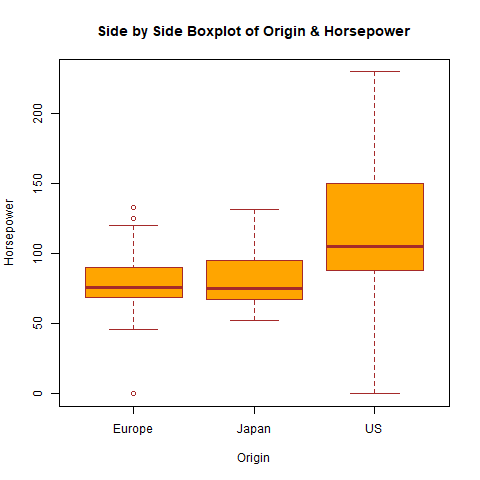 Side by Side Boxplot of Origin & Horsepower
Horsepower
200
150
100
50
0
Europe Japan US
Origin